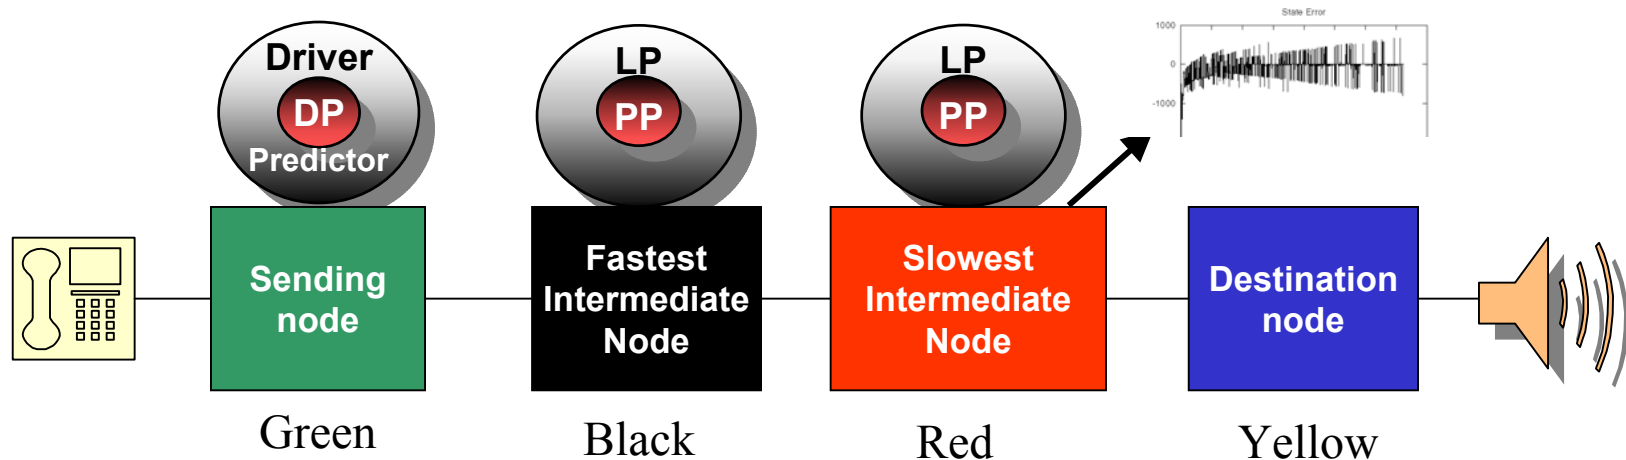 State Error
1000
0
-1000
Driver
DP
Predictor
LP
PP
LP
PP
Sending
node
Fastest
Intermediate
Node
Slowest
Intermediate
Node
Destination
node
Green
Black
Red
Yellow